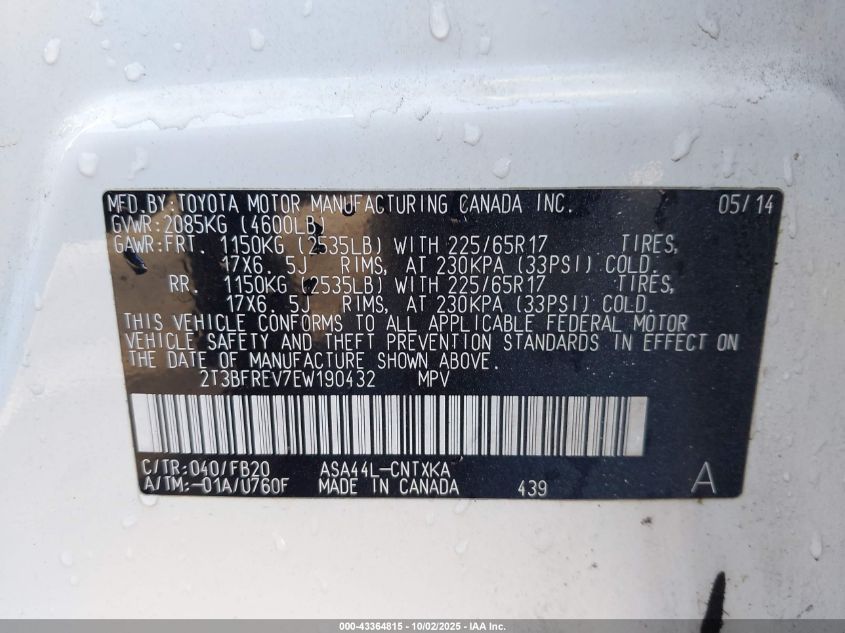 MFD.BY:TOYOTA MOTOR MANUFACTURING CANADA INC. 05/14
GVWR:2085KG (4600LB)
GAWR:FRT. 1150KG (2535LB) WITH 225/65R17 TIRES,
17X6.5J RIMS, AT 230KPA (33PSI) COLD.
RR. 1150KG (2535LB) WITH 225/65R17 TIRES,
17X6.5J RIMS, AT 230KPA (33PSI) COLD.
THIS VEHICLE CONFORMS TO ALL APPLICABLE FEDERAL MOTOR
VEHICLE SAFETY AND THEFT PREVENTION STANDARDS IN EFFECT ON
THE DATE OF MANUFACTURE SHOWN ABOVE.
2T3BFREV7EW190432 MPV
C/TR:040/FB20 ASA44L-CNTXKA
A/TM:-01A/U760F MADE IN CANADA 439 A
000-43364815 - 10/02/2025 - IAA Inc.